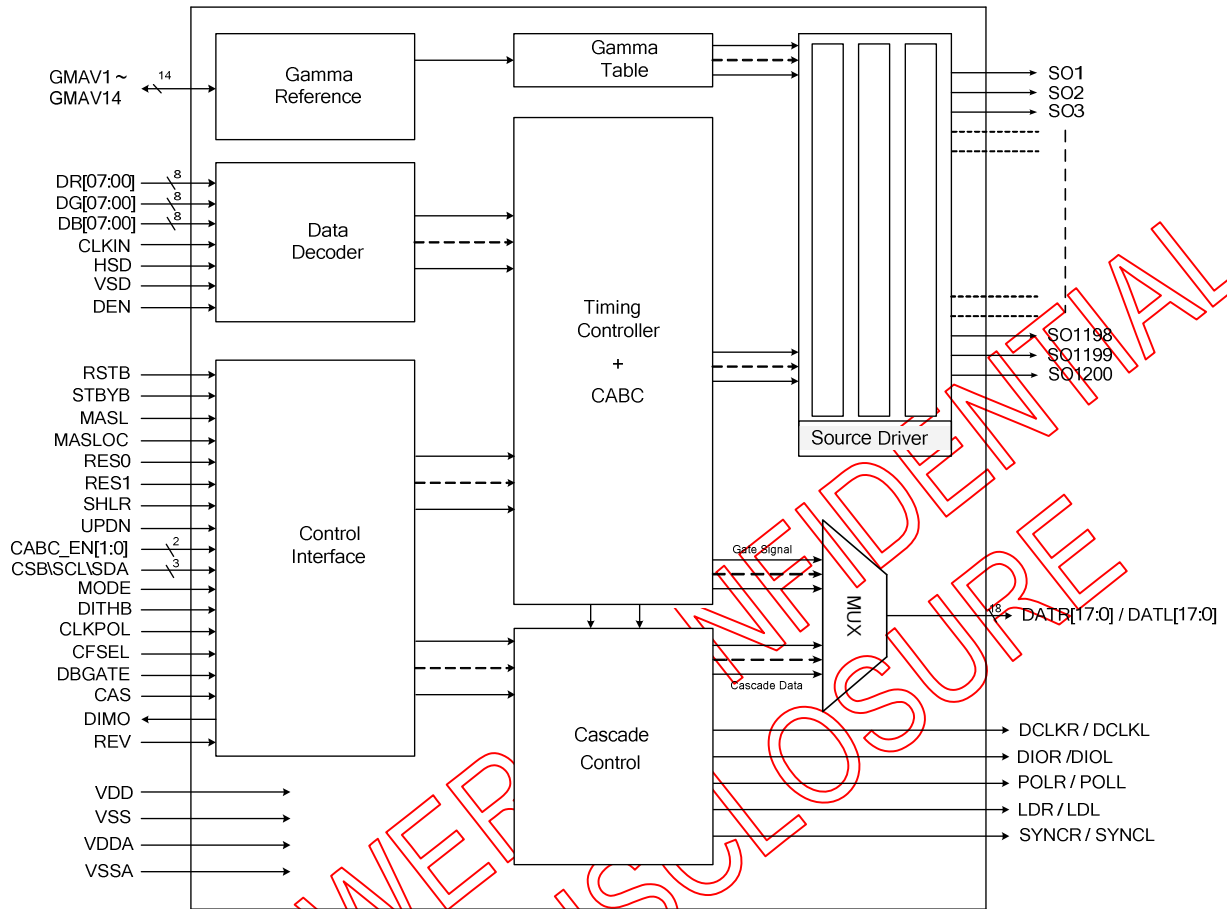 GMAV1 ~
GMAV14
14
Gamma
Reference
Gamma
Table
SO1
SO2
SO3
DR[07:00]
8
DG[07:00]
8
DB[07:00]
8
CLKIN
HSD
VSD
DEN
Data
Decoder
Timing
Controller
+
CABC
SO1198
SO1199
SO1200
Source Driver
RSTB
STBYB
MASL
MASLOC
RES0
RES1
SHLR
UPDN
CABC_EN[1:0]
2
CSB\SCL\SDA
3
MODE
DITHB
CLKPOL
CFSEL
DBGATE
CAS
DIMO
REV
Control
Interface
Gate Signal
MUX
18
DATR[17:0] / DATL[17:0]
Cascade Data
Cascade
Control
DCLKR / DCLKL
DIOR /DIOL
POLR / POLL
LDR / LDL
SYNCR / SYNCL
VDD
VSS
VDDA
VSSA